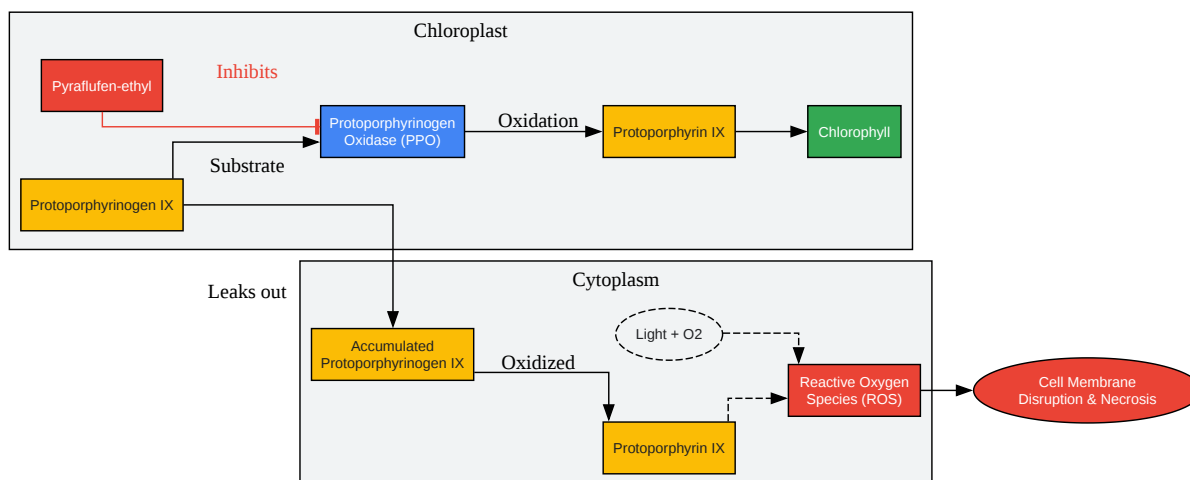 Chloroplast
Pyraflufen-ethyl
Inhibits
Protoporphyrinogen
Oxidase (PPO)
Oxidation
Protoporphyrin IX
Chlorophyll
Substrate
Protoporphyrinogen IX
Leaks out
Cytoplasm
Light + O2
Accumulated
Protoporphyrinogen IX
Oxidized
Reactive Oxygen
Species (ROS)
Cell Membrane
Disruption & Necrosis
Protoporphyrin IX